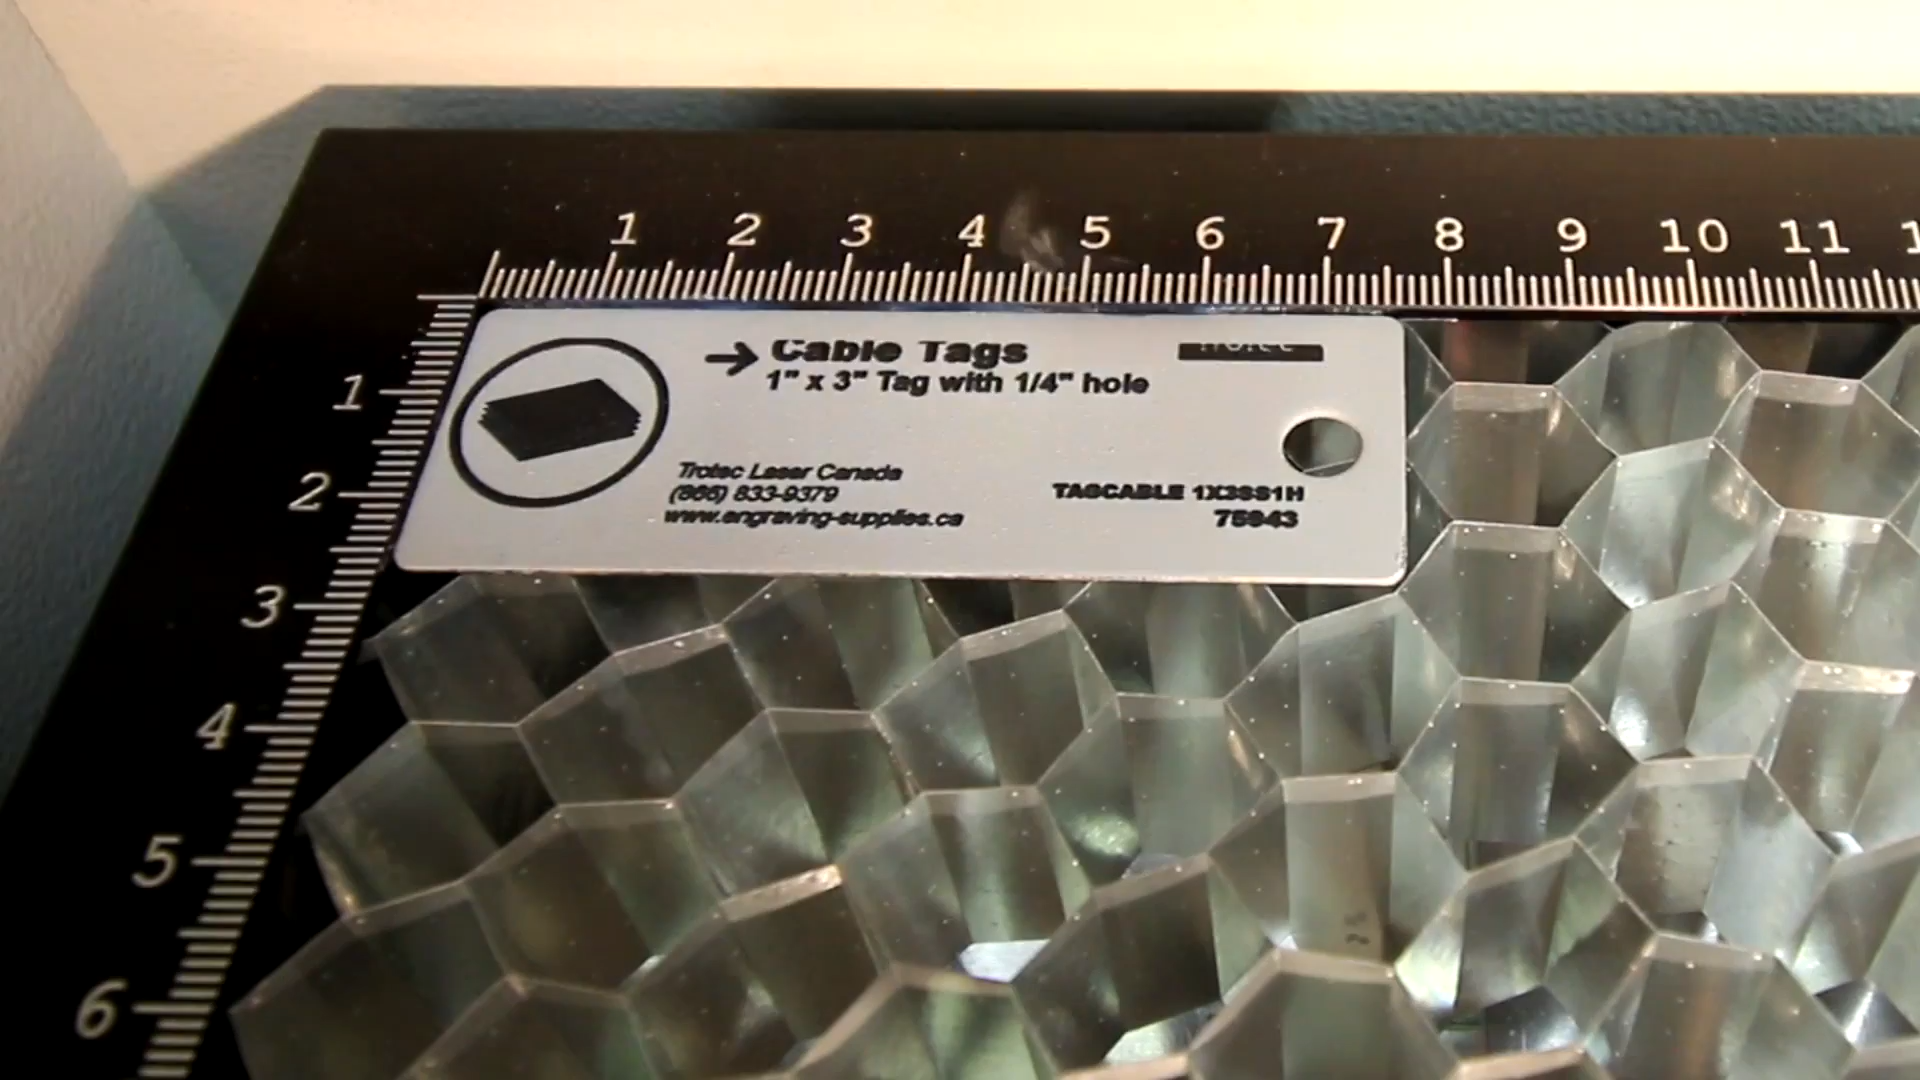 1 2 3 4 5 6 7 8 9 10 11
Cable Tags
1" x 3" Tag with 1/4" hole
Trotec Laser Canada
(866) 833-9379
www.engraving-supplies.ca
TAGCABLE 1X3SS1H
75943
1
2
3
4
5
6